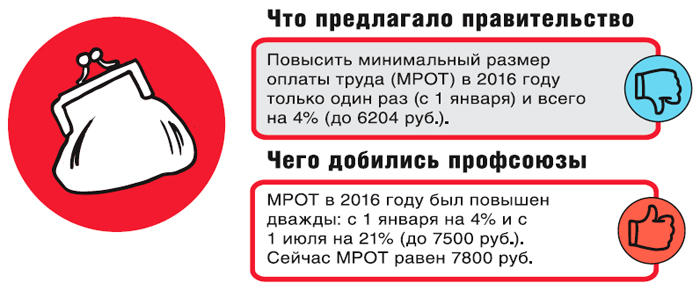 Что предлагало правительство
Повысить минимальный размер
оплаты труда (МРОТ) в 2016 году
только один раз (с 1 января) и всего
на 4% (до 6204 руб.).
Чего добились профсоюзы
МРОТ в 2016 году был повышен
дважды: с 1 января на 4% и с
1 июля на 21% (до 7500 руб.).
Сейчас МРОТ равен 7800 руб.